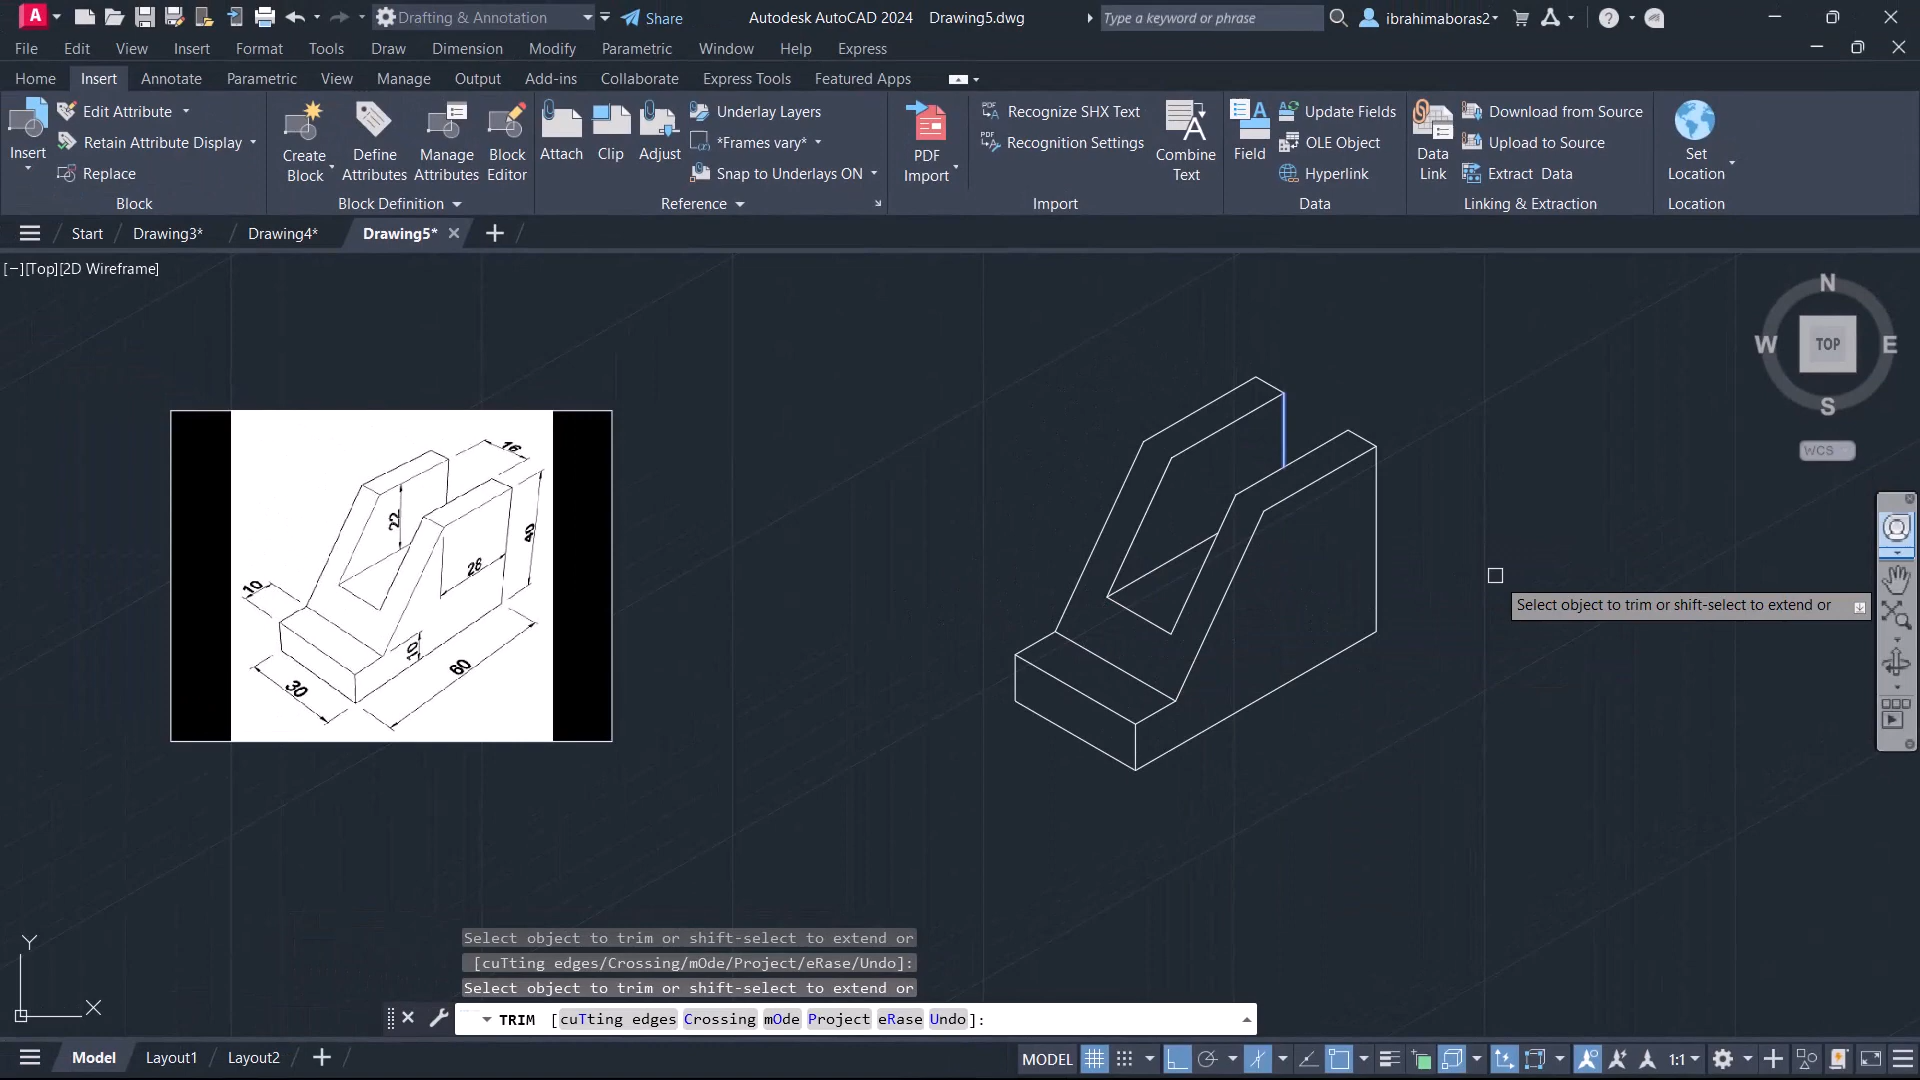 A Drafting & Annotation Share Autodesk AutoCAD 2024 Drawing5.dwg Type a keyword or phrase ibrahimaboras2
File Edit View Insert Format Tools Draw Dimension Modify Parametric Window Help Express
Home Insert Annotate Parametric View Manage Output Add-ins Collaborate Express Tools Featured Apps
Insert
Edit Attribute
Retain Attribute Display
Replace
Block
Create Block
Define Attributes
Manage Attributes
Block Editor
Block Definition
Attach
Clip
Adjust
Underlay Layers
*Frames vary*
Snap to Underlays ON
Reference
PDF Import
PDF Recognize SHX Text
PDF Recognition Settings
Combine Text
Import
Field
Update Fields
OLE Object
Hyperlink
Data
Data Link
Download from Source
Upload to Source
Extract Data
Linking & Extraction
Set Location
Location
Start Drawing3* Drawing4* Drawing5*
[−][Top][2D Wireframe]
N
W TOP E
S
WCS
16
22
40
28
10
10
60
30
Select object to trim or shift-select to extend or
Y
X
Select object to trim or shift-select to extend or
[cuTting edges/Crossing/mOde/Project/eRase/Undo]:
Select object to trim or shift-select to extend or
TRIM [cuTting edges Crossing mOde Project eRase Undo]:
Model Layout1 Layout2 MODEL 1:1